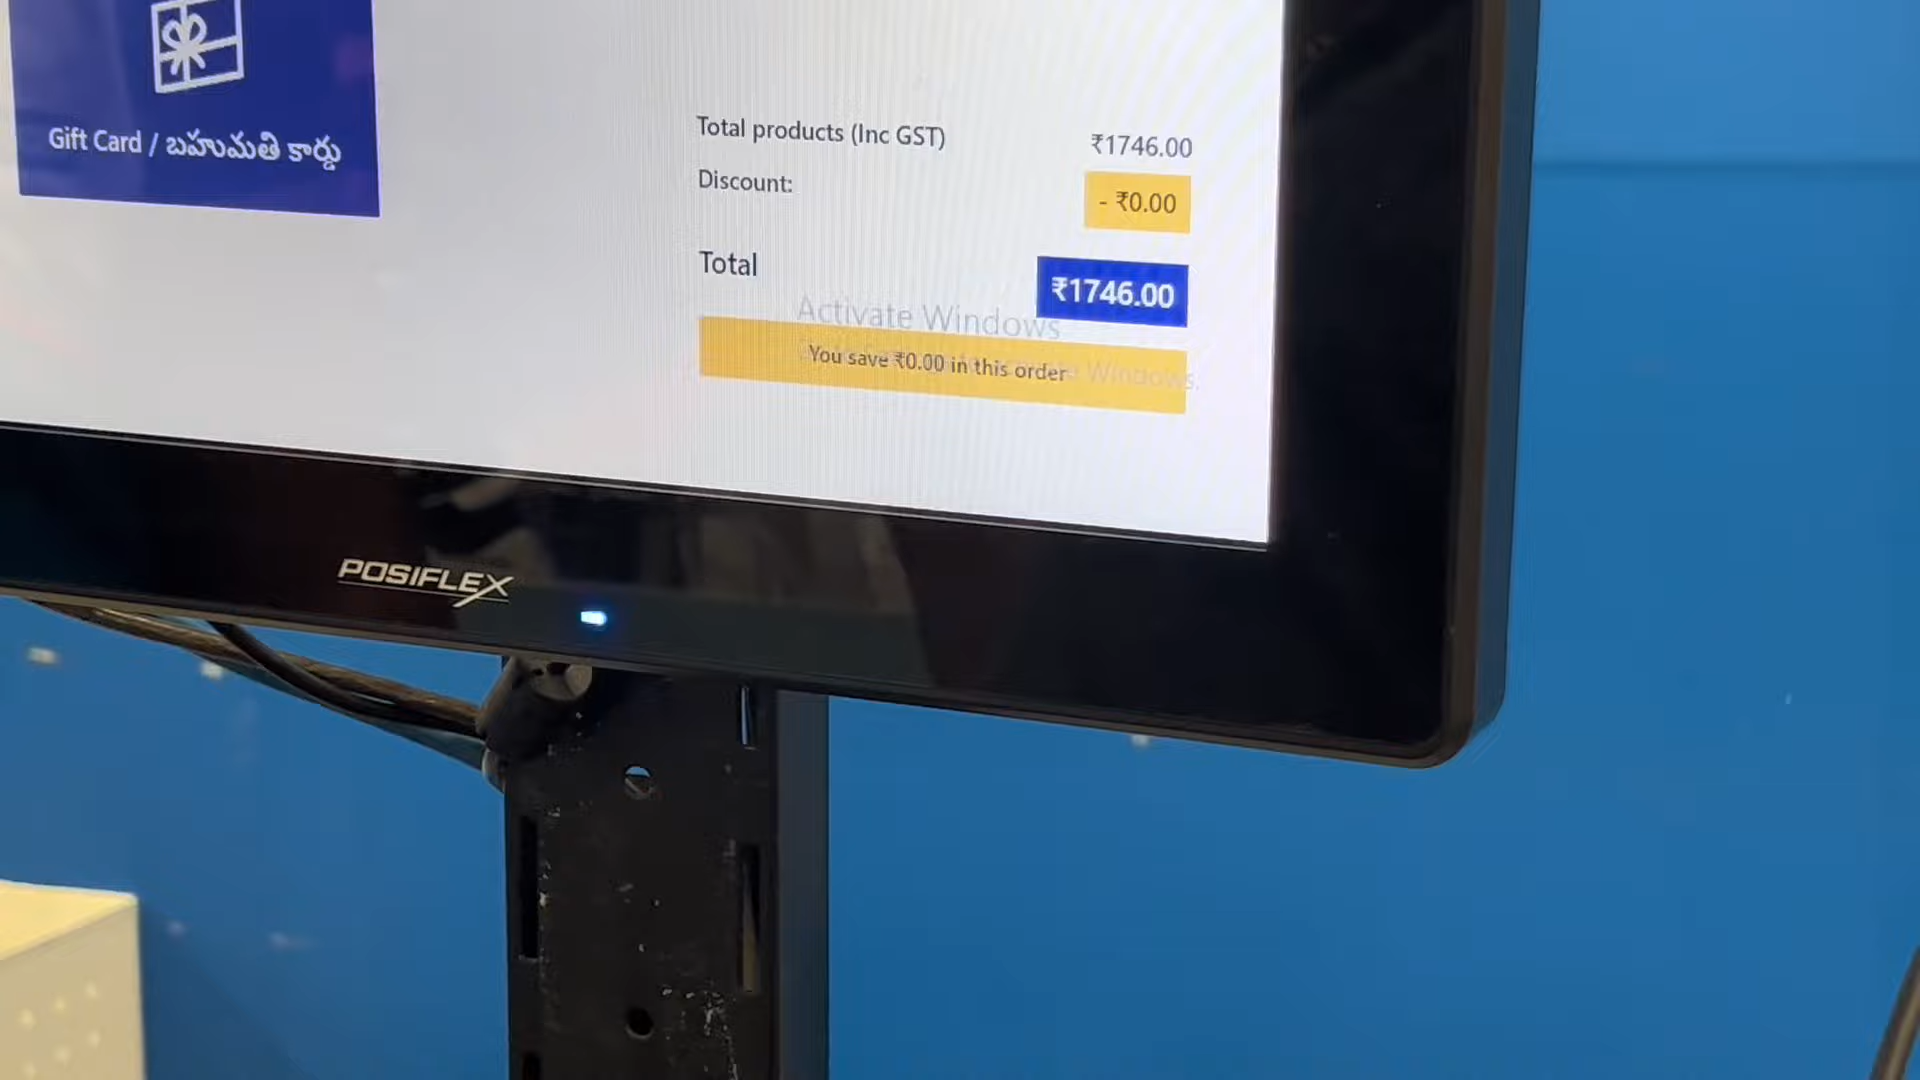 Gift Card / బహుమతి కార్డు
Total products (Inc GST) ₹1746.00
Discount: - ₹0.00
Total ₹1746.00
Activate Windows
You save ₹0.00 in this order
Windows.
POSIFLEX